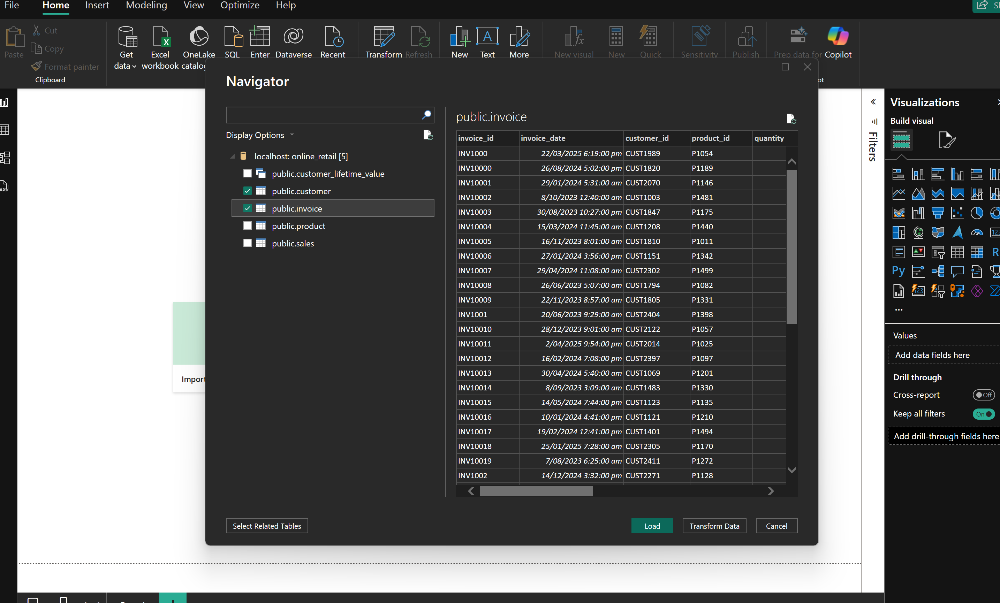 File Home Insert Modeling View Optimize Help
Paste
Cut
Copy
Format painter
Clipboard
Get data
Excel workbook
OneLake
SQL
Enter
Dataverse
Recent
Transform
Refresh
New
Text
More
New visual
New
Quick
Sensitivity
Publish
Prep data for
Copilot
Navigator
Display Options
localhost: online_retail [5]
public.customer_lifetime_value
public.customer
public.invoice
public.product
public.sales
public.invoice
invoice_id invoice_date customer_id product_id quantity
INV1000 22/03/2025 6:19:00 pm CUST1989 P1054
INV10000 26/08/2024 5:02:00 pm CUST1820 P1189
INV10001 29/01/2024 5:31:00 am CUST2070 P1146
INV10002 8/10/2023 12:40:00 am CUST1003 P1481
INV10003 30/08/2023 10:27:00 pm CUST1847 P1175
INV10004 15/03/2024 11:45:00 am CUST1208 P1440
INV10005 16/11/2023 8:01:00 am CUST1810 P1011
INV10006 27/01/2024 3:56:00 pm CUST1151 P1342
INV10007 29/04/2024 11:08:00 am CUST2302 P1499
INV10008 26/06/2023 5:07:00 am CUST1794 P1082
INV10009 22/11/2023 8:57:00 am CUST1805 P1331
INV1001 20/06/2023 9:29:00 am CUST2404 P1398
INV10010 28/12/2023 9:01:00 am CUST2122 P1057
INV10011 2/04/2025 9:54:00 pm CUST2014 P1025
INV10012 16/02/2024 7:08:00 pm CUST2397 P1097
INV10013 30/04/2024 5:40:00 am CUST1069 P1201
INV10014 8/09/2023 3:09:00 am CUST1483 P1330
INV10015 14/05/2024 7:44:00 pm CUST1123 P1135
INV10016 10/01/2024 4:41:00 pm CUST1121 P1210
INV10017 19/02/2024 12:41:00 pm CUST1401 P1494
INV10018 25/01/2025 7:28:00 am CUST2305 P1170
INV10019 7/08/2023 6:25:00 am CUST2411 P1272
INV1002 14/12/2024 3:32:00 pm CUST2271 P1128
Select Related Tables
Load
Transform Data
Cancel
Import
Filters
Visualizations
Build visual
Py
R
123
Values
Add data fields here
Drill through
Cross-report
Off
Keep all filters
On
Add drill-through fields here